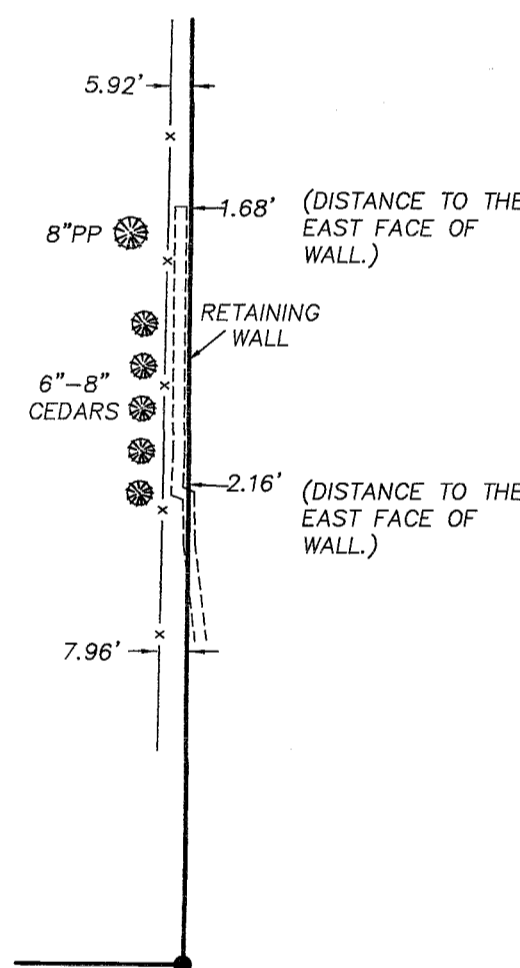 5.92'
1.68'
(DISTANCE TO THE
EAST FACE OF
WALL.)
8"PP
RETAINING
WALL
6"-8"
CEDARS
2.16'
(DISTANCE TO THE
EAST FACE OF
WALL.)
7.96'